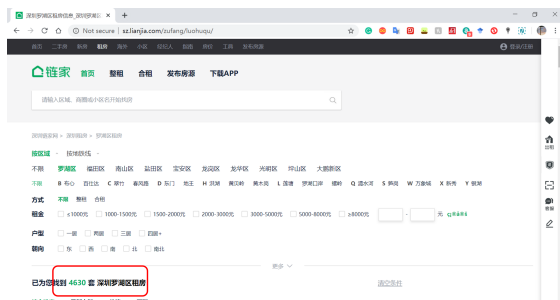 深圳罗湖区租房信息_深圳罗湖区
Not secure | sz.lianjia.com/zufang/luohuqu/
首页 二手房 新房 租房 海外 小区 经纪人 指南 工具 发布房源 登录/注册
链家 首页 整租 合租 发布房源 下载APP
请输入区域、商圈或小区名开始找房
深圳链家网 > 深圳租房 > 罗湖区租房
按区域 按地铁线
不限 罗湖区 福田区 南山区 盐田区 宝安区 龙岗区 龙华区 光明区 坪山区 大鹏新区
不限 B 布心 百仕达 C 翠竹 春风路 D 东门 地王 H 洪湖 黄贝岭 黄木岗 L 莲塘 罗湖口岸 Q 清水河 S 笋岗 W 万象城 X 新秀 Y 银湖
方式 不限 整租 合租
租金 ≤1000元 1000-1500元 1500-2000元 2000-3000元 3000-5000元 5000-8000元 ≥8000元 - 元
户型 一居 两居 三居 四居+
朝向 东 西 南 北 南北
更多
已为您找到 4630 套 深圳罗湖区租房 清空条件